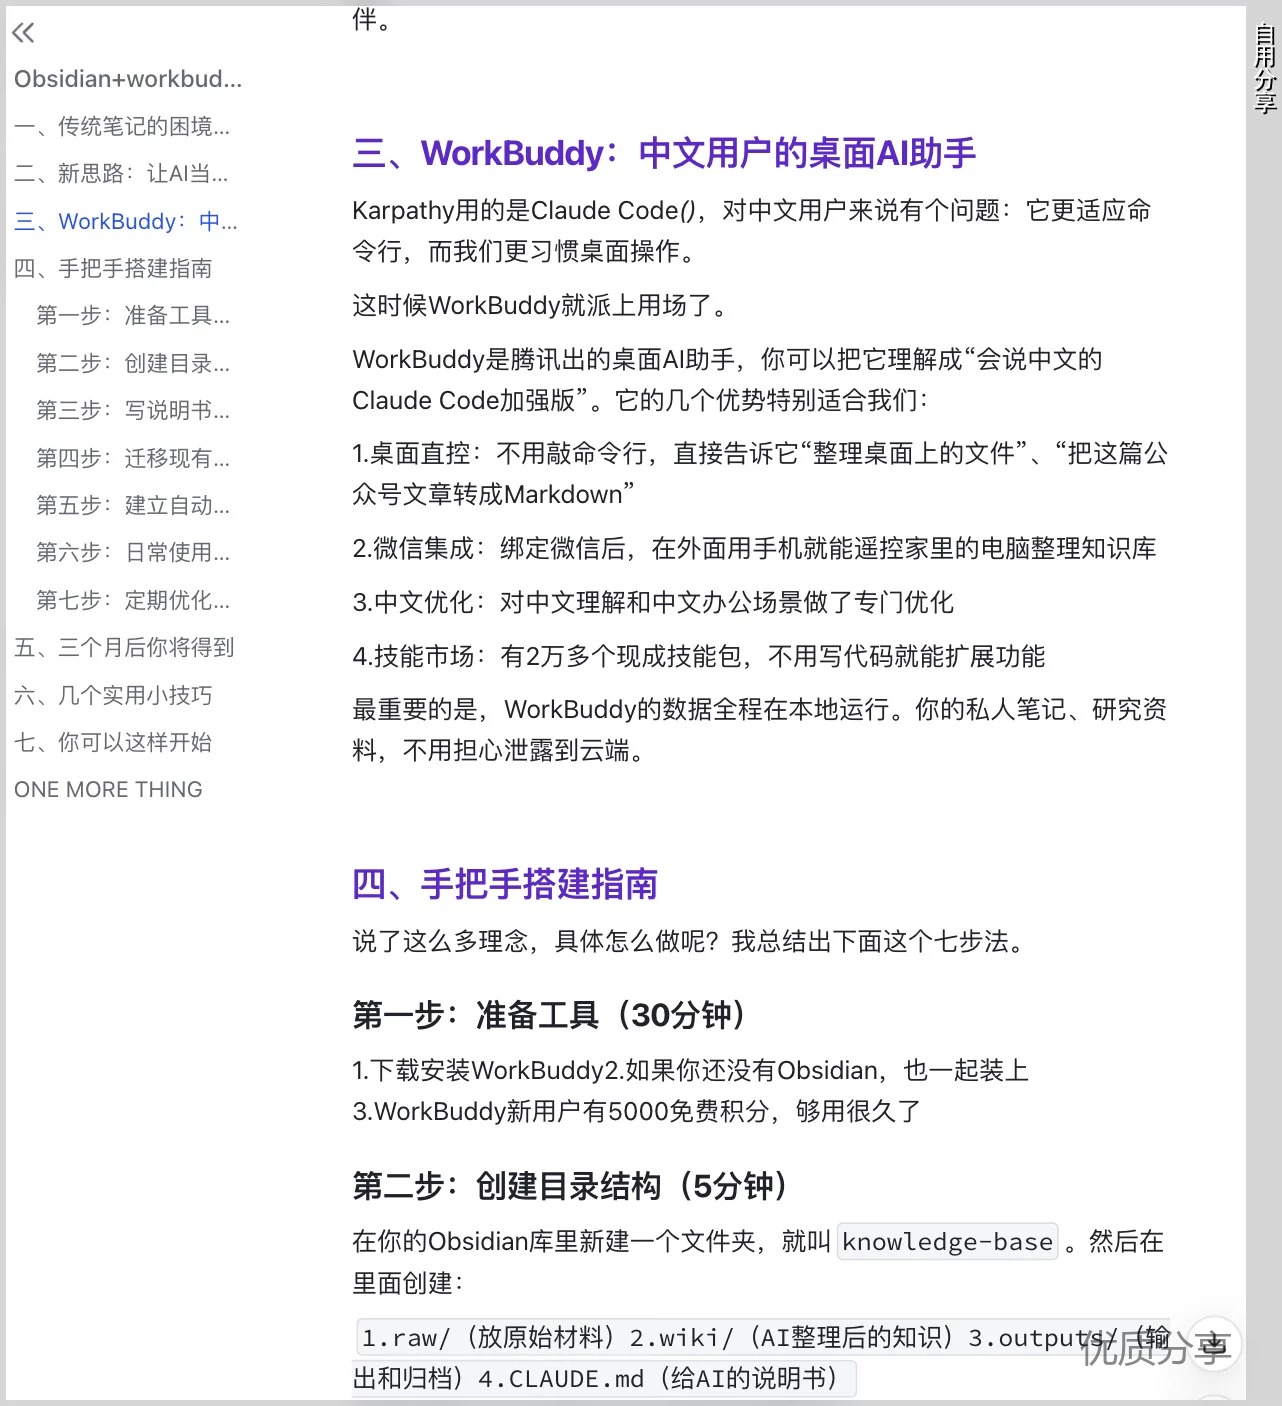 Obsidian+workbud...
一、传统笔记的困境...
二、新思路：让AI当...
三、WorkBuddy：中...
四、手把手搭建指南
第一步：准备工具...
第二步：创建目录...
第三步：写说明书...
第四步：迁移现有...
第五步：建立自动...
第六步：日常使用...
第七步：定期优化...
五、三个月后你将得到
六、几个实用小技巧
七、你可以这样开始
ONE MORE THING
伴。
三、WorkBuddy：中文用户的桌面AI助手
Karpathy用的是Claude Code()，对中文用户来说有个问题：它更适应命
令行，而我们更习惯桌面操作。
这时候WorkBuddy就派上用场了。
WorkBuddy是腾讯出的桌面AI助手，你可以把它理解成“会说中文的
Claude Code加强版”。它的几个优势特别适合我们：
1.桌面直控：不用敲命令行，直接告诉它“整理桌面上的文件”、“把这篇公
众号文章转成Markdown”
2.微信集成：绑定微信后，在外面用手机就能遥控家里的电脑整理知识库
3.中文优化：对中文理解和中文办公场景做了专门优化
4.技能市场：有2万多个现成技能包，不用写代码就能扩展功能
最重要的是，WorkBuddy的数据全程在本地运行。你的私人笔记、研究资
料，不用担心泄露到云端。
四、手把手搭建指南
说了这么多理念，具体怎么做呢？我总结出下面这个七步法。
第一步：准备工具（30分钟）
1.下载安装WorkBuddy2.如果你还没有Obsidian，也一起装上
3.WorkBuddy新用户有5000免费积分，够用很久了
第二步：创建目录结构（5分钟）
在你的Obsidian库里新建一个文件夹，就叫 knowledge-base 。然后在
里面创建：
1.raw/（放原始材料）2.wiki/（AI整理后的知识）3.outputs/（输
出和归档）4.CLAUDE.md（给AI的说明书）
自用分享
优质分享